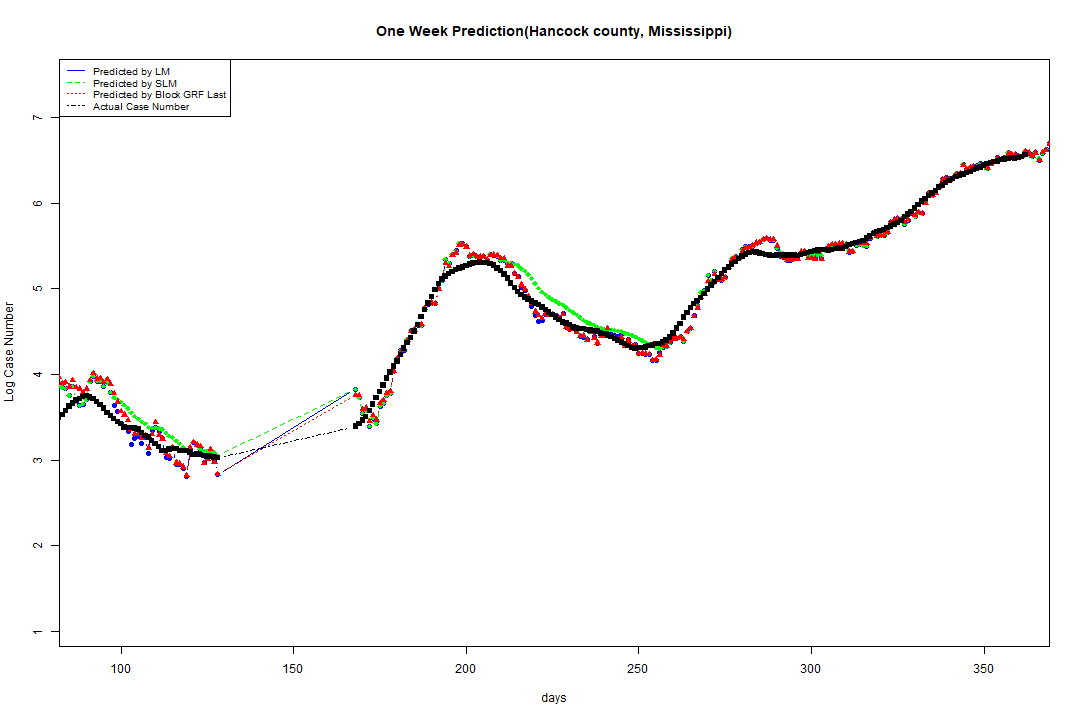 One Week Prediction(Hancock county, Mississippi)
Predicted by LM
Predicted by SLM
Predicted by Block GRF Last
Actual Case Number
7
6
5
4
3
2
1
Log Case Number
100 150 200 250 300 350
days